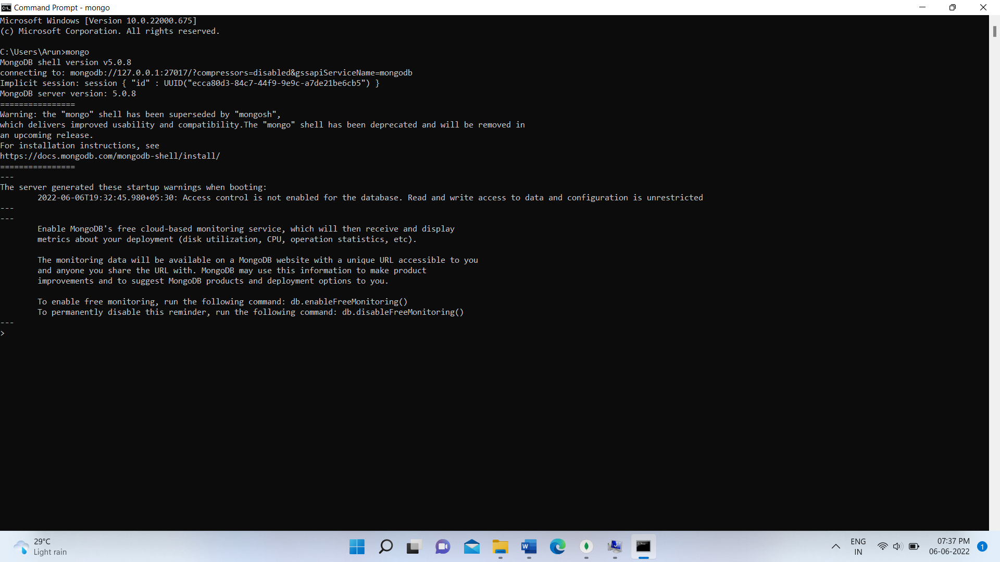 Command Prompt - mongo
Microsoft Windows [Version 10.0.22000.675]
(c) Microsoft Corporation. All rights reserved.
C:\Users\Arun>mongo
MongoDB shell version v5.0.8
connecting to: mongodb://127.0.0.1:27017/?compressors=disabled&gssapiServiceName=mongodb
Implicit session: session { "id" : UUID("ecca80d3-84c7-44f9-9e9c-a7de21be6cb5") }
MongoDB server version: 5.0.8
================
Warning: the "mongo" shell has been superseded by "mongosh",
which delivers improved usability and compatibility.The "mongo" shell has been deprecated and will be removed in
an upcoming release.
For installation instructions, see
https://docs.mongodb.com/mongodb-shell/install/
================
---
The server generated these startup warnings when booting:
2022-06-06T19:32:45.980+05:30: Access control is not enabled for the database. Read and write access to data and configuration is unrestricted
---
---
Enable MongoDB's free cloud-based monitoring service, which will then receive and display
metrics about your deployment (disk utilization, CPU, operation statistics, etc).
The monitoring data will be available on a MongoDB website with a unique URL accessible to you
and anyone you share the URL with. MongoDB may use this information to make product
improvements and to suggest MongoDB products and deployment options to you.
To enable free monitoring, run the following command: db.enableFreeMonitoring()
To permanently disable this reminder, run the following command: db.disableFreeMonitoring()
---
>
29°C
Light rain
ENG
IN
07:37 PM
06-06-2022
1